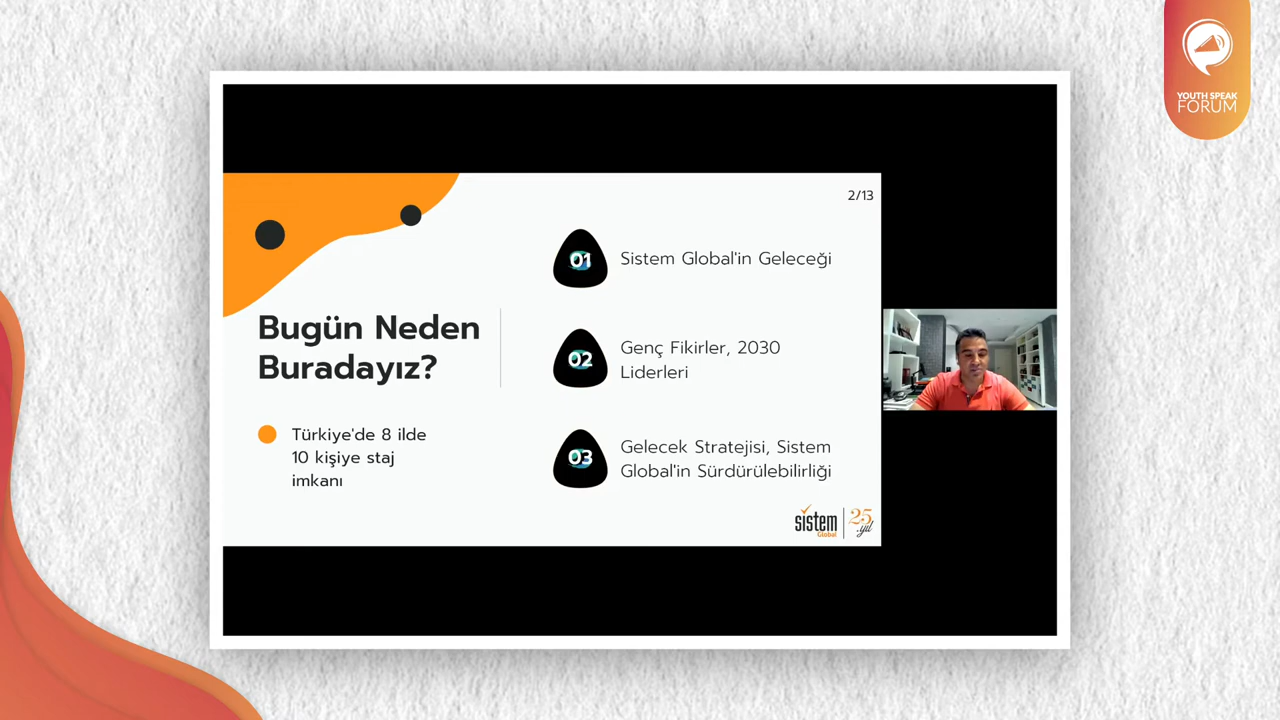 YOUTH SPEAK
FORUM
2/13
Bugün Neden
Buradayız?
Türkiye'de 8 ilde
10 kişiye staj
imkanı
01
Sistem Global'in Geleceği
02
Genç Fikirler, 2030
Liderleri
03
Gelecek Stratejisi, Sistem
Global'in Sürdürülebilirliği
sistem
Global
25
.yıl